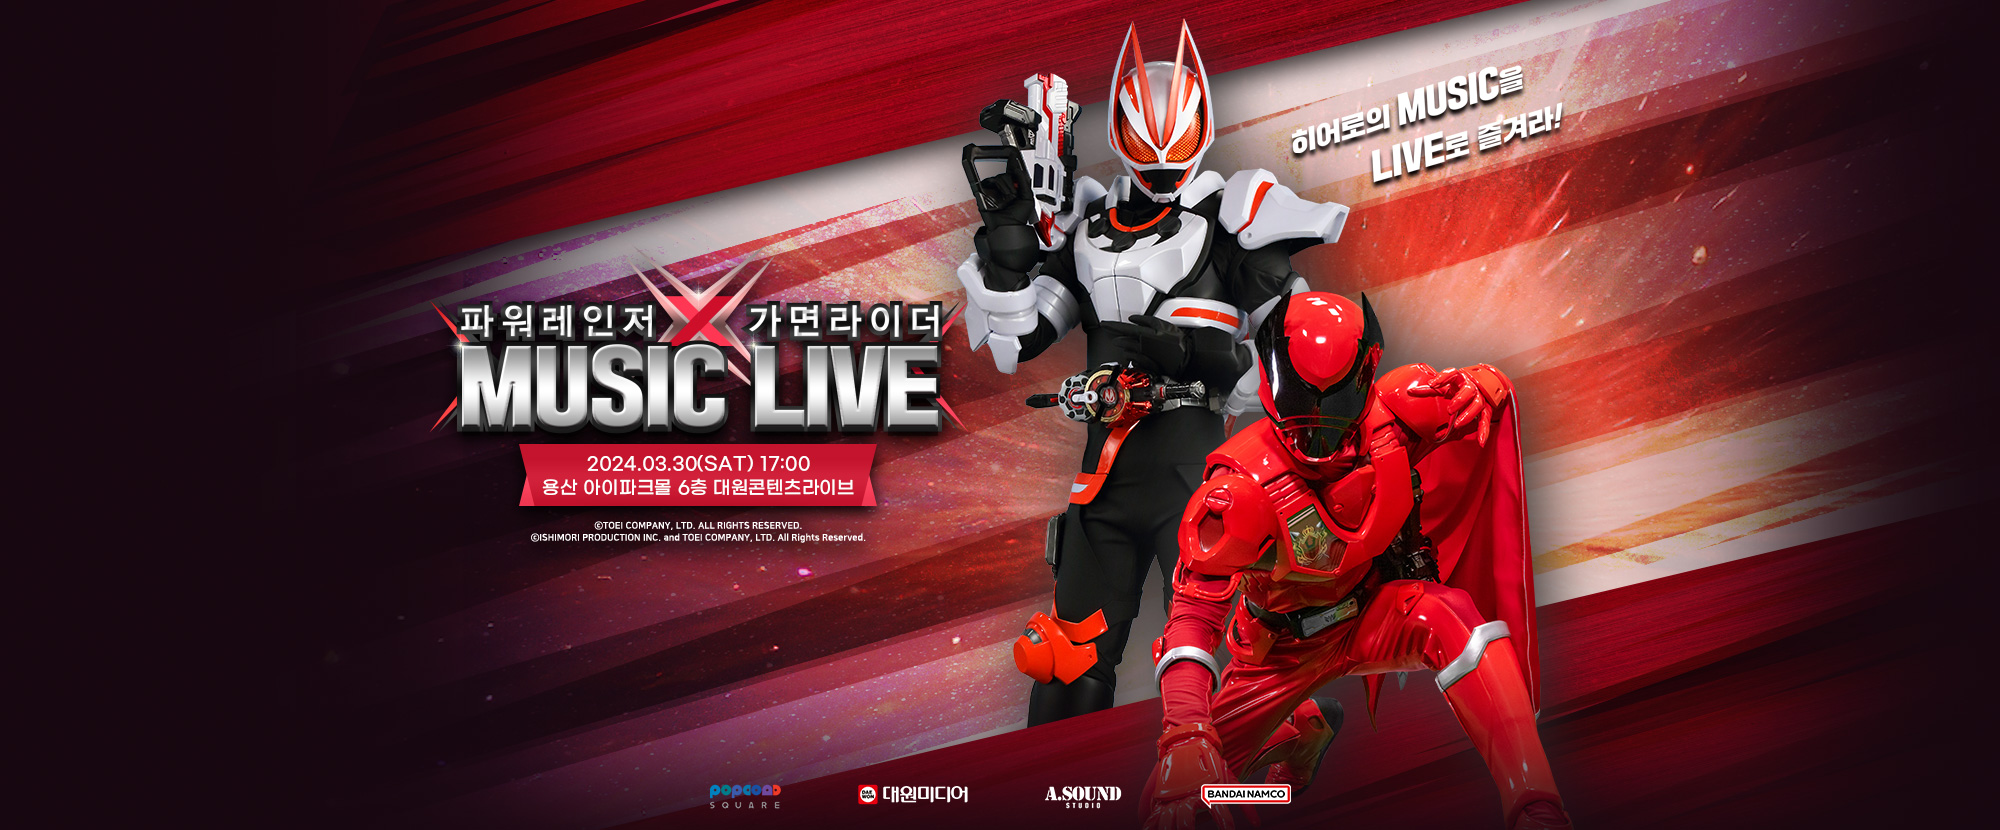 히어로의 MUSIC을
LIVE로 즐겨라!
파워레인저 X 가면라이더
MUSIC LIVE
2024.03.30(SAT) 17:00
용산 아이파크몰 6층 대원콘텐츠라이브
©TOEI COMPANY, LTD. ALL RIGHTS RESERVED.
©ISHIMORI PRODUCTION INC. and TOEI COMPANY, LTD. All Rights Reserved.
POPCORN D SQUARE
DAEWON 대원미디어
A.SOUND STUDIO
BANDAI NAMCO